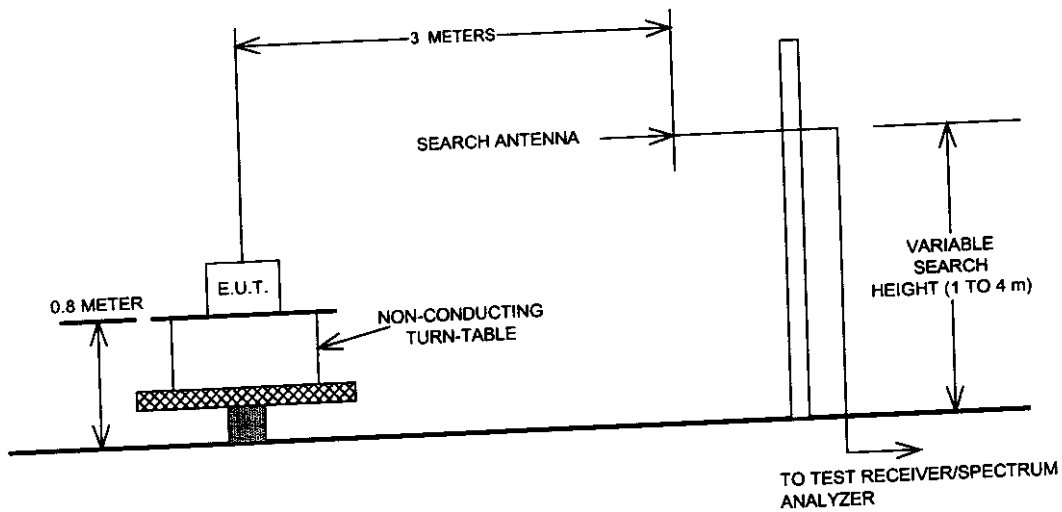 3 METERS
SEARCH ANTENNA
E.U.T.
0.8 METER
NON-CONDUCTING
TURN-TABLE
VARIABLE
SEARCH
HEIGHT (1 TO 4 m)
TO TEST RECEIVER/SPECTRUM
ANALYZER